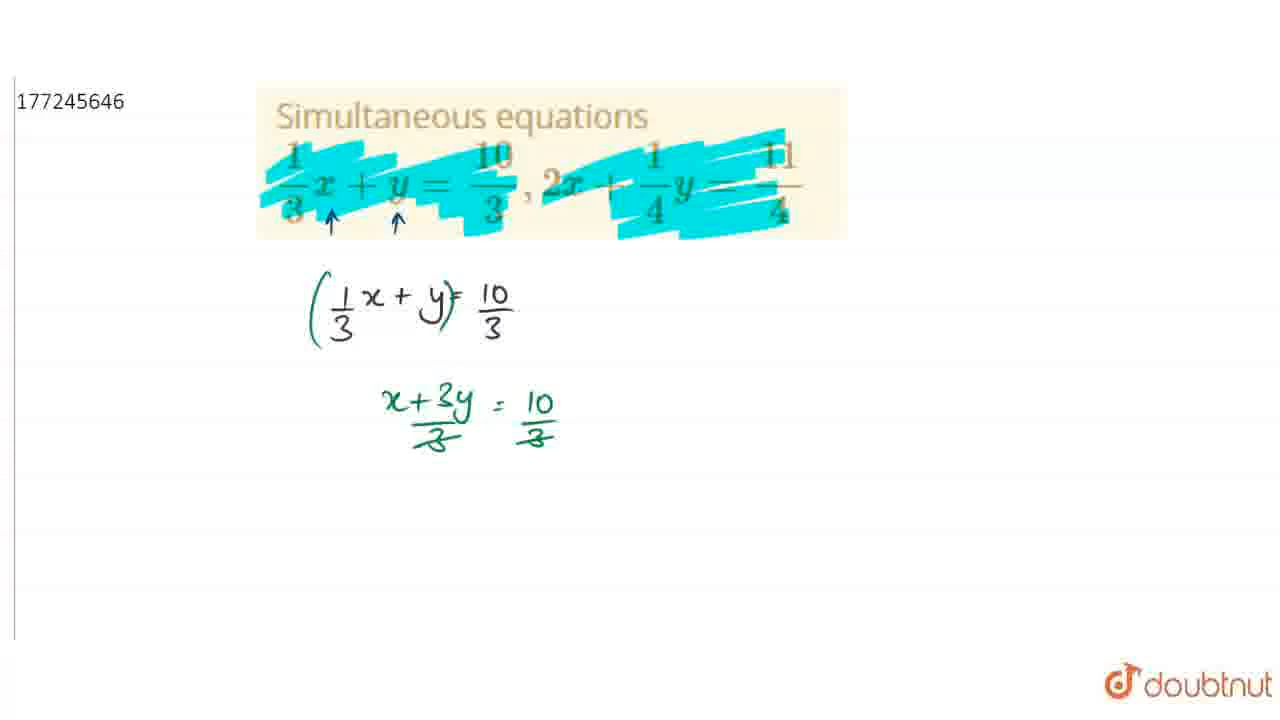 177245646
Simultaneous equations
1/3 x + y = 10/3 , 2x + 1/4 y = 11/4
(1/3 x + y) = 10/3
x + 3y / 3 = 10/3
doubtnut